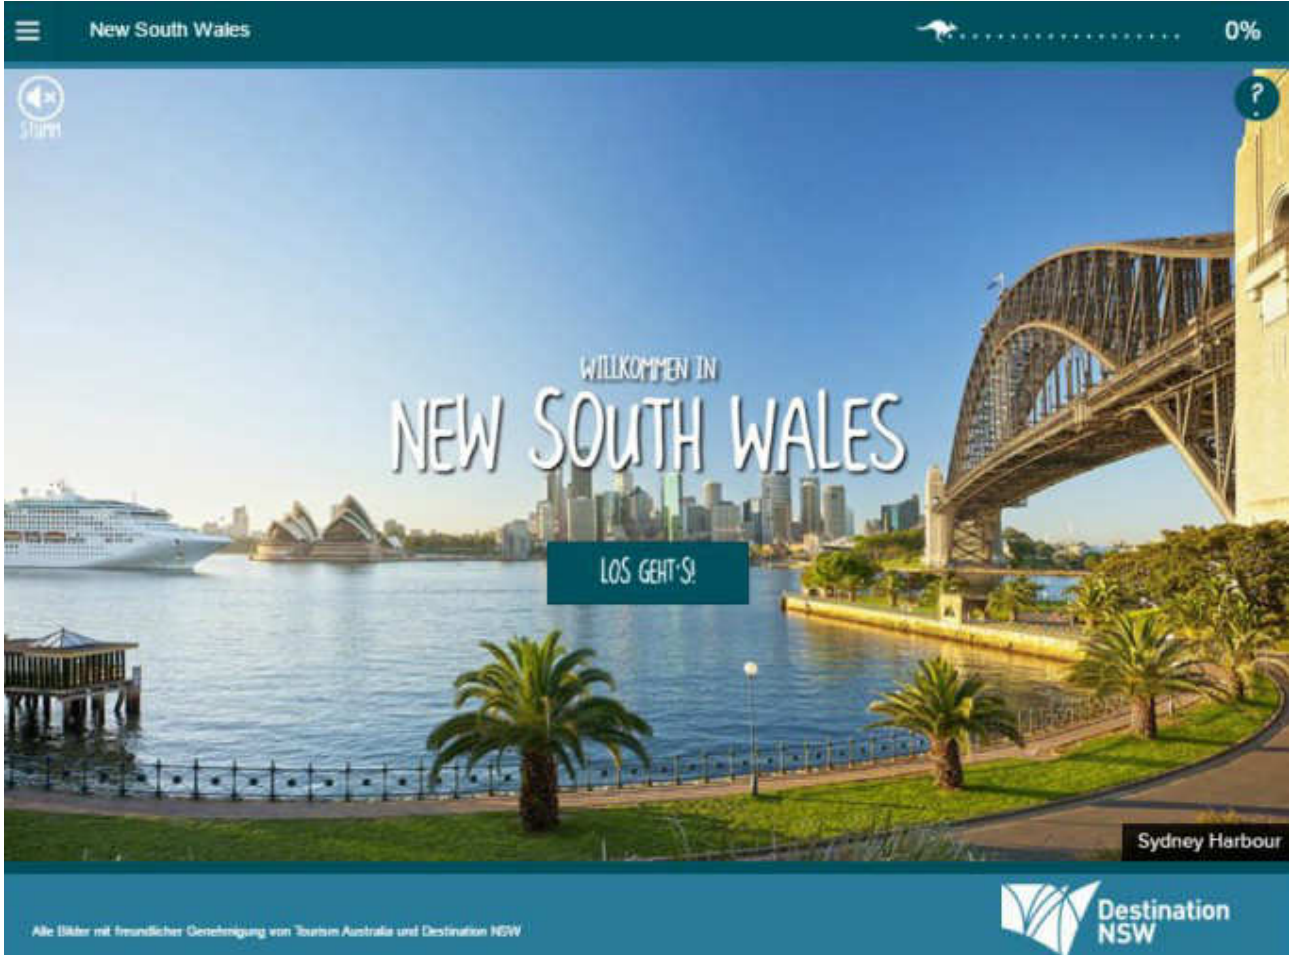 New South Wales
0%
STUMM
?
WILLKOMMEN IN
NEW SOUTH WALES
LOS GEHT'S!
Sydney Harbour
Alle Bilder mit freundlicher Genehmigung von Tourism Australia und Destination NSW
Destination
NSW